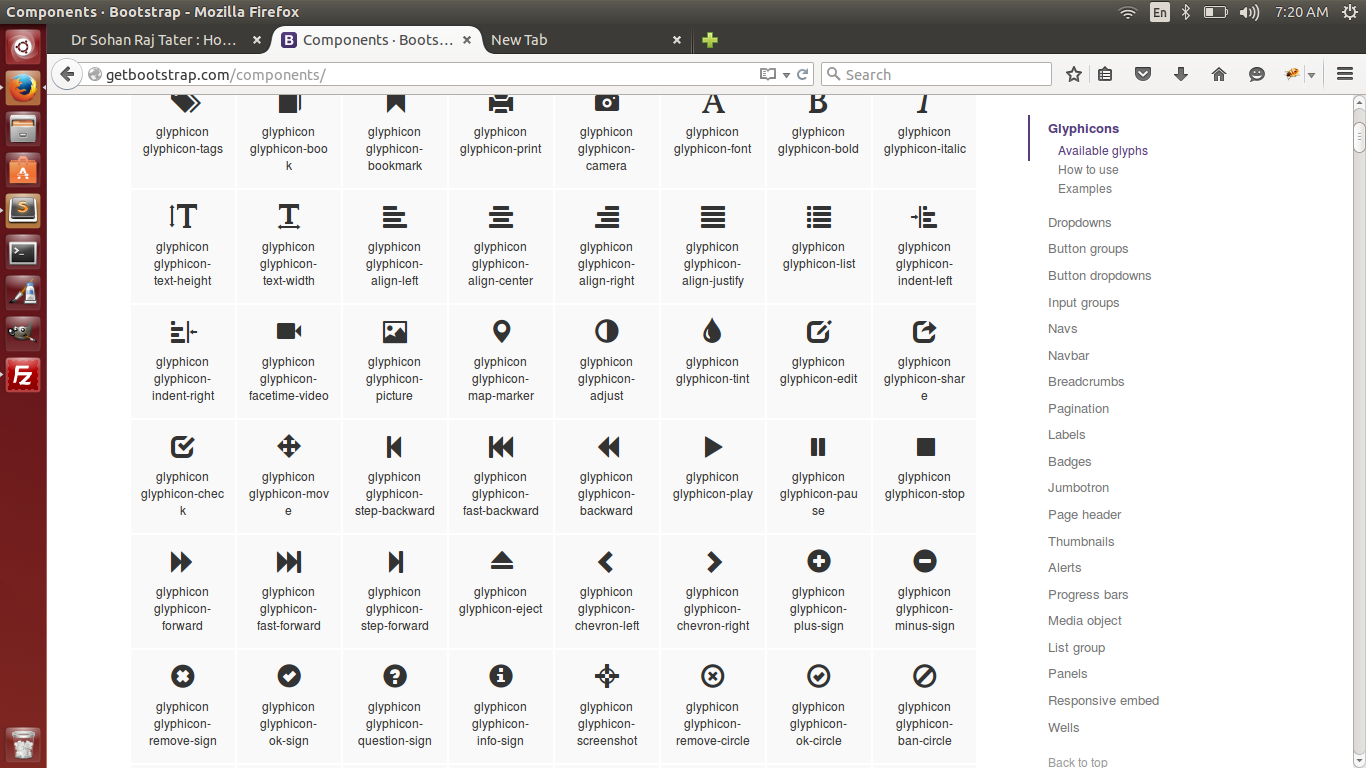 Components · Bootstrap - Mozilla Firefox
En
7:20 AM
Dr Sohan Raj Tater : Ho...
Components · Boots...
New Tab
getbootstrap.com/components/
Search
glyphicon
glyphicon-tags
glyphicon
glyphicon-boo
k
glyphicon
glyphicon-
bookmark
glyphicon
glyphicon-print
glyphicon
glyphicon-
camera
glyphicon
glyphicon-font
glyphicon
glyphicon-bold
glyphicon
glyphicon-italic
glyphicon
glyphicon-
text-height
glyphicon
glyphicon-
text-width
glyphicon
glyphicon-
align-left
glyphicon
glyphicon-
align-center
glyphicon
glyphicon-
align-right
glyphicon
glyphicon-
align-justify
glyphicon
glyphicon-list
glyphicon
glyphicon-
indent-left
glyphicon
glyphicon-
indent-right
glyphicon
glyphicon-
facetime-video
glyphicon
glyphicon-
picture
glyphicon
glyphicon-
map-marker
glyphicon
glyphicon-
adjust
glyphicon
glyphicon-tint
glyphicon
glyphicon-edit
glyphicon
glyphicon-shar
e
glyphicon
glyphicon-chec
k
glyphicon
glyphicon-mov
e
glyphicon
glyphicon-
step-backward
glyphicon
glyphicon-
fast-backward
glyphicon
glyphicon-
backward
glyphicon
glyphicon-play
glyphicon
glyphicon-pau
se
glyphicon
glyphicon-stop
glyphicon
glyphicon-
forward
glyphicon
glyphicon-
fast-forward
glyphicon
glyphicon-
step-forward
glyphicon
glyphicon-eject
glyphicon
glyphicon-
chevron-left
glyphicon
glyphicon-
chevron-right
glyphicon
glyphicon-
plus-sign
glyphicon
glyphicon-
minus-sign
glyphicon
glyphicon-
remove-sign
glyphicon
glyphicon-
ok-sign
glyphicon
glyphicon-
question-sign
glyphicon
glyphicon-
info-sign
glyphicon
glyphicon-
screenshot
glyphicon
glyphicon-
remove-circle
glyphicon
glyphicon-
ok-circle
glyphicon
glyphicon-
ban-circle
Glyphicons
Available glyphs
How to use
Examples
Dropdowns
Button groups
Button dropdowns
Input groups
Navs
Navbar
Breadcrumbs
Pagination
Labels
Badges
Jumbotron
Page header
Thumbnails
Alerts
Progress bars
Media object
List group
Panels
Responsive embed
Wells
Back to top